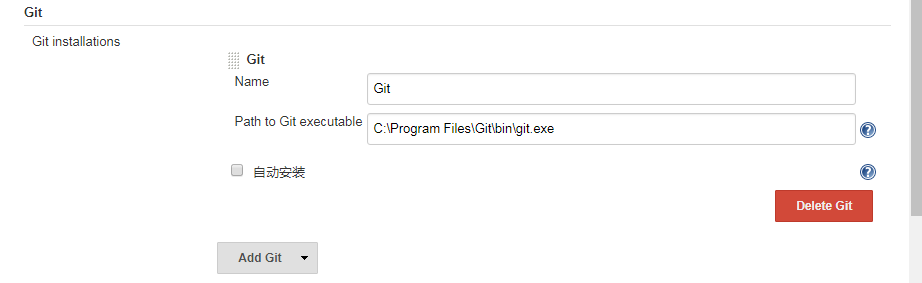 Git
Git installations
Git
Name
Git
Path to Git executable
C:\Program Files\Git\bin\git.exe
自动安装
Delete Git
Add Git